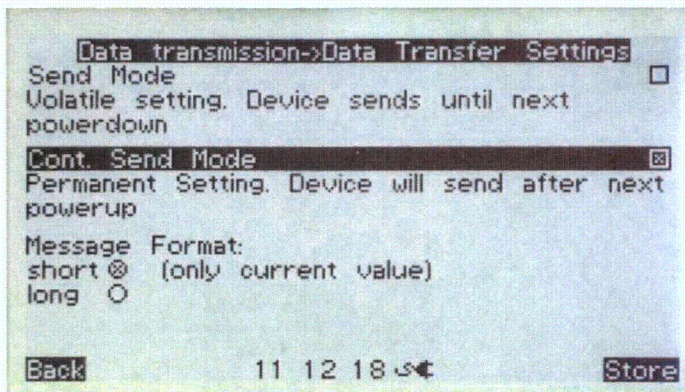 Data transmission->Data Transfer Settings
Send Mode
Volatile setting. Device sends until next
powerdown
Cont. Send Mode
Permanent Setting. Device will send after next
powerup
Message Format:
short (only current value)
long
Back 11 12 18 Store